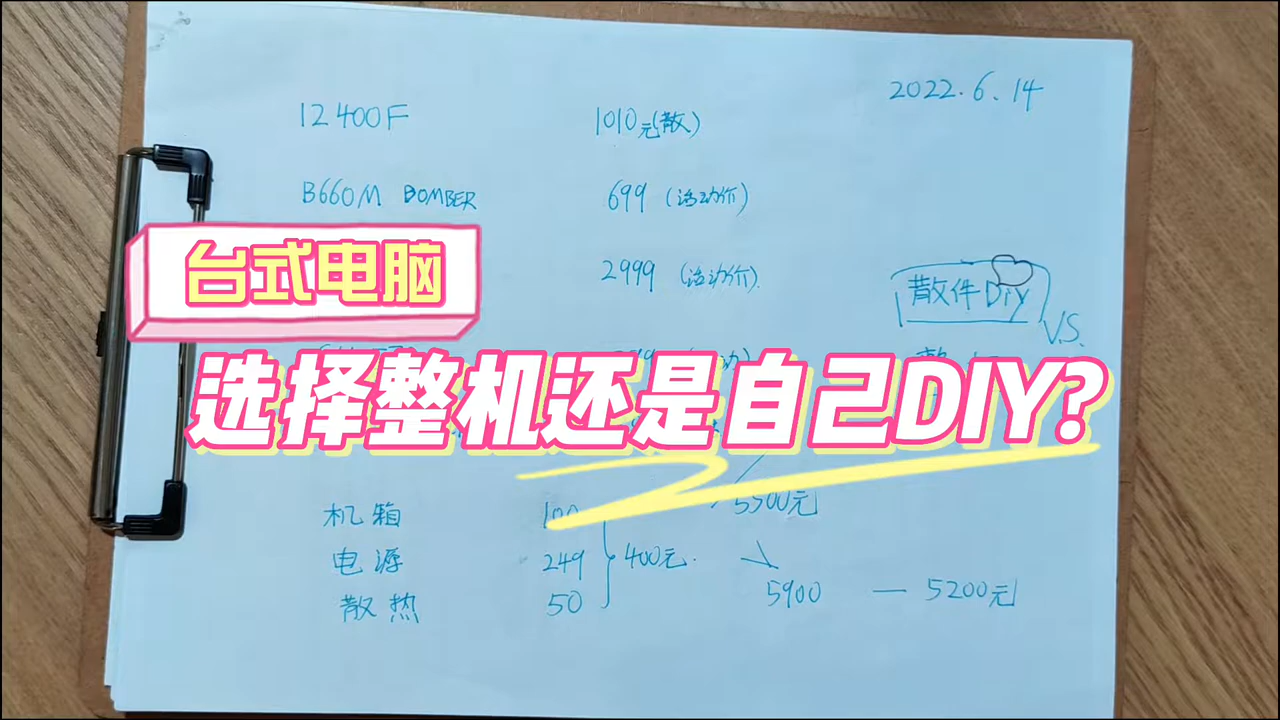 2022.6.14
12400F 1010元(散)
B660M BOMBER 699 (活动价)
台式电脑
2999 (活动价)
散件DIY
V.S.
选择整机还是自己DIY?
机箱 100
5500元
电源 249 400元
散热 50
5900 — 5200元